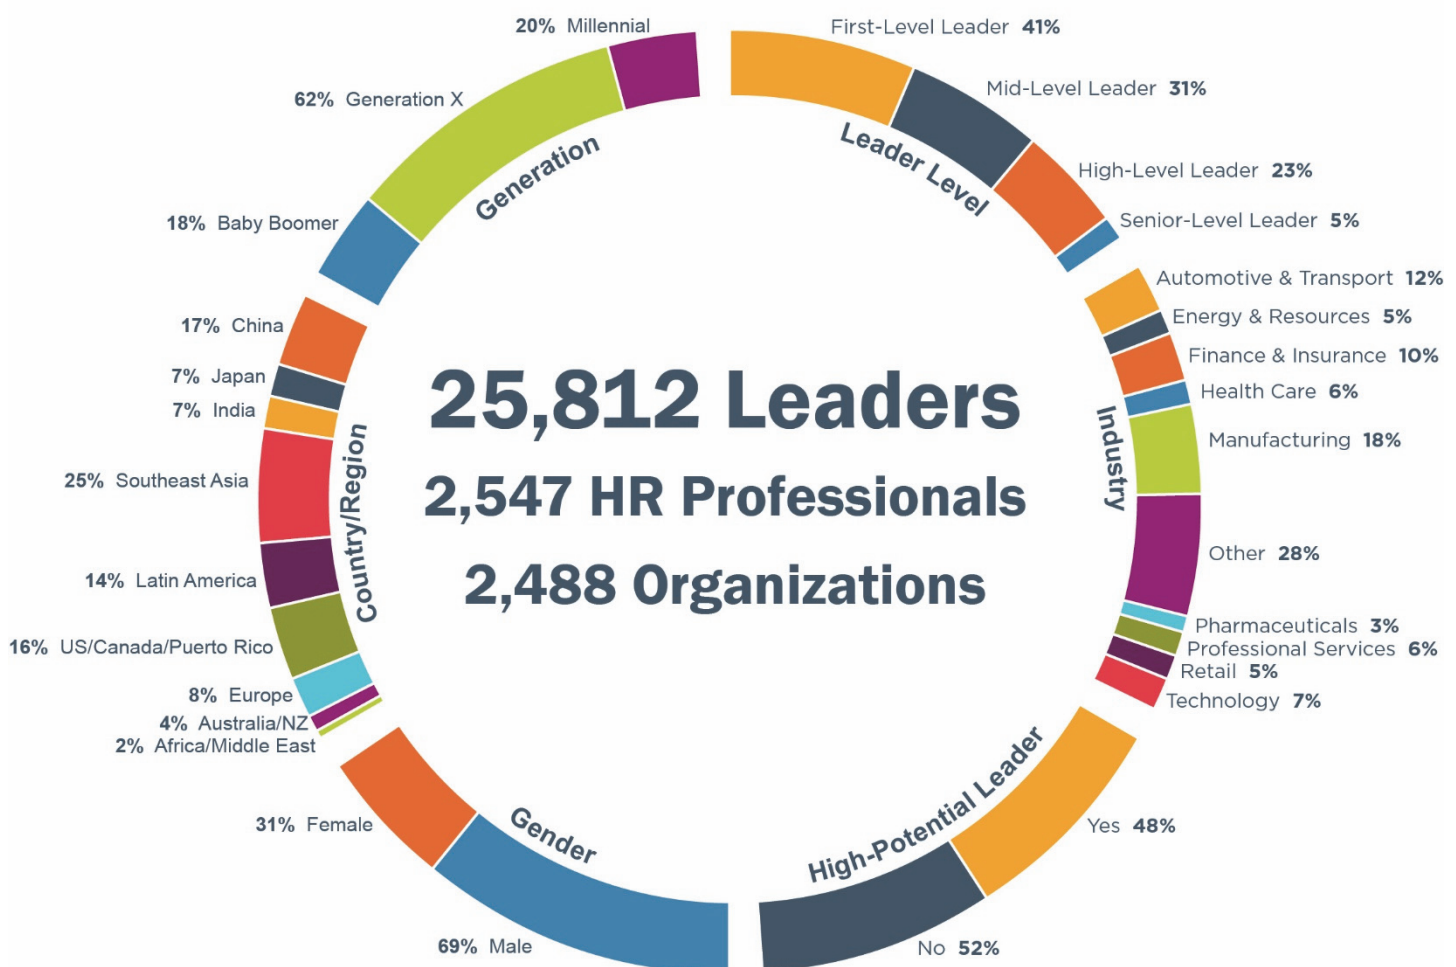 20% Millennial
62% Generation X
18% Baby Boomer
Generation
First-Level Leader 41%
Mid-Level Leader 31%
High-Level Leader 23%
Senior-Level Leader 5%
Leader Level
Automotive & Transport 12%
Energy & Resources 5%
Finance & Insurance 10%
Health Care 6%
Manufacturing 18%
Other 28%
Pharmaceuticals 3%
Professional Services 6%
Retail 5%
Technology 7%
Industry
25,812 Leaders
2,547 HR Professionals
2,488 Organizations
17% China
7% Japan
7% India
25% Southeast Asia
14% Latin America
16% US/Canada/Puerto Rico
8% Europe
4% Australia/NZ
2% Africa/Middle East
Country/Region
31% Female
69% Male
Gender
High-Potential Leader
Yes 48%
No 52%